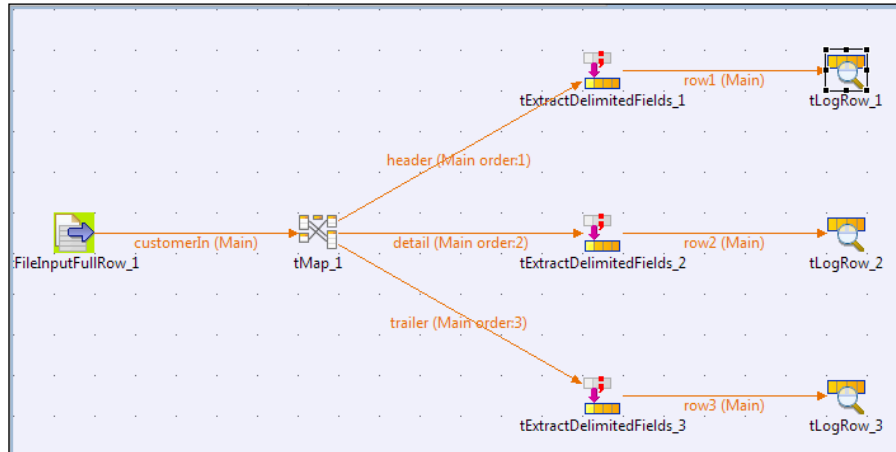 tExtractDelimitedFields_1
row1 (Main)
tLogRow_1
header (Main order:1)
tFileInputFullRow_1
customerIn (Main)
tMap_1
detail (Main order:2)
tExtractDelimitedFields_2
row2 (Main)
tLogRow_2
trailer (Main order:3)
tExtractDelimitedFields_3
row3 (Main)
tLogRow_3